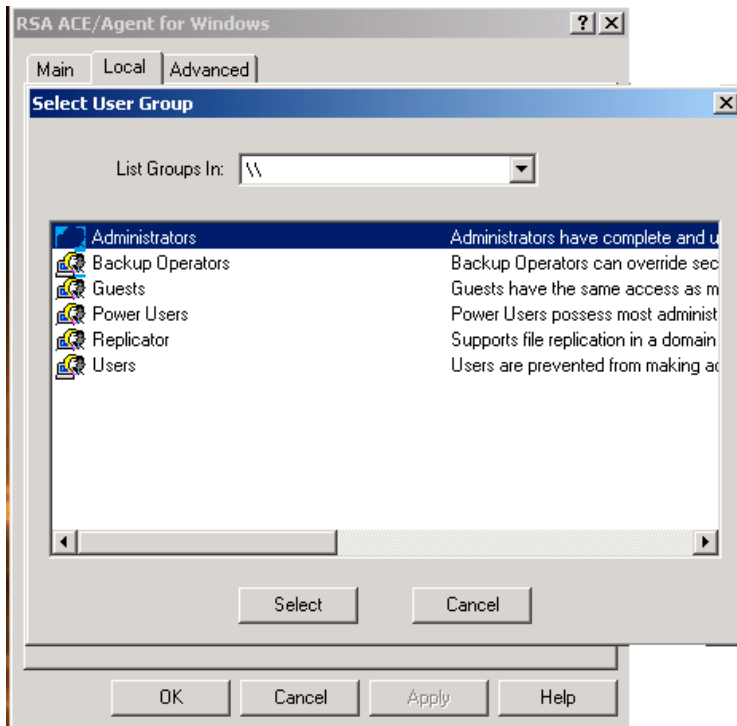 RSA ACE/Agent for Windows
Main Local Advanced
Select User Group
List Groups In: \\
Administrators Administrators have complete and u
Backup Operators Backup Operators can override sec
Guests Guests have the same access as m
Power Users Power Users possess most administ
Replicator Supports file replication in a domain
Users Users are prevented from making ac
Select Cancel
OK Cancel Apply Help